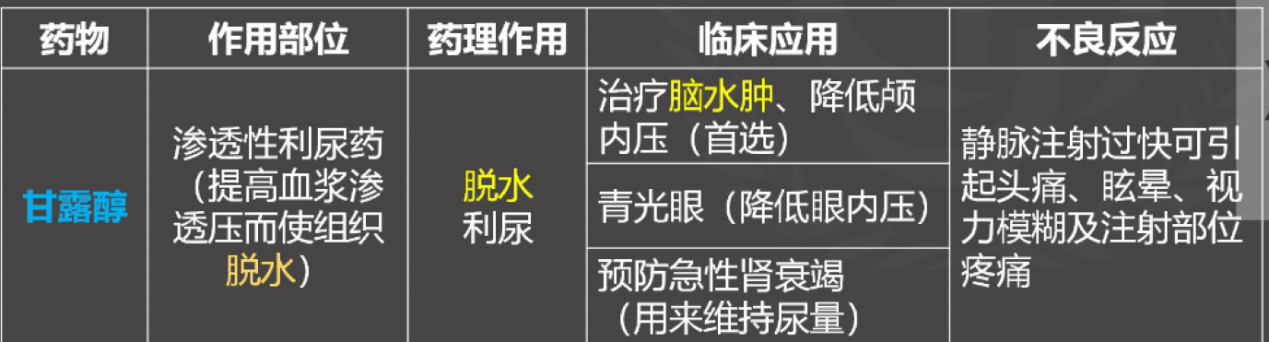 药物
作用部位
药理作用
临床应用
不良反应
甘露醇
渗透性利尿药
（提高血浆渗
透压而使组织
脱水）
脱水
利尿
治疗脑水肿、降低颅
内压（首选）
青光眼（降低眼内压）
预防急性肾衰竭
（用来维持尿量）
静脉注射过快可引
起头痛、眩晕、视
力模糊及注射部位
疼痛